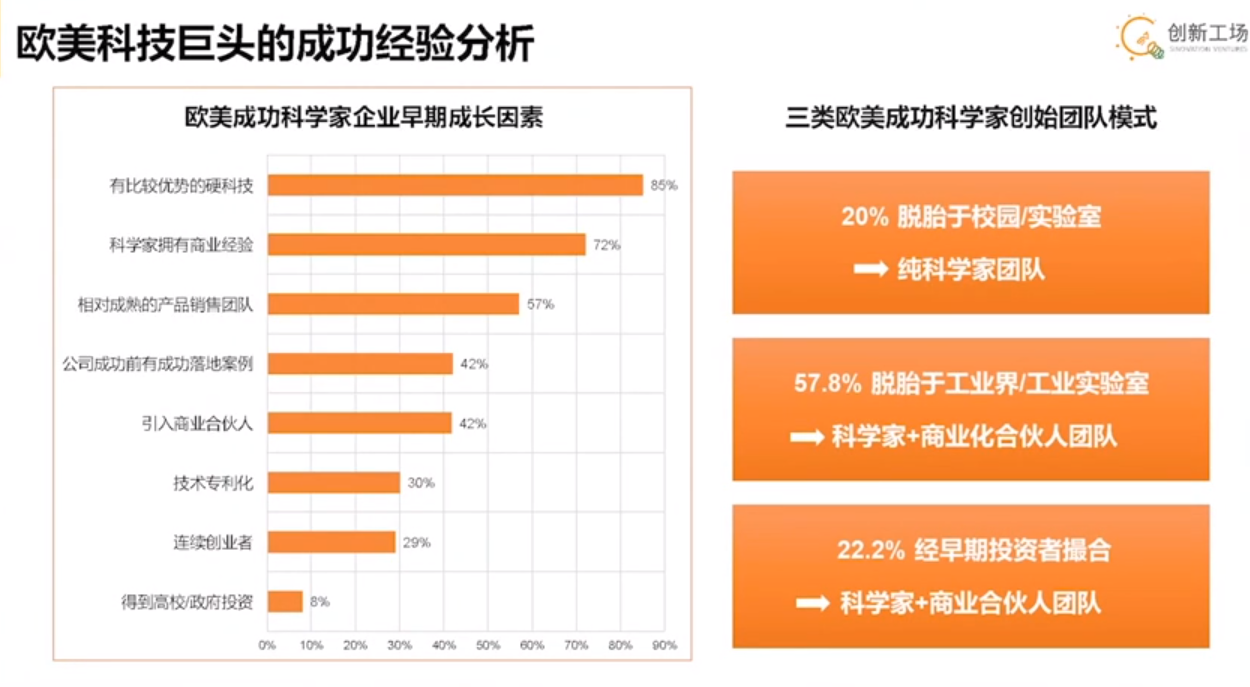 欧美科技巨头的成功经验分析
创新工场
SINOVATION VENTURES
欧美成功科学家企业早期成长因素
有比较优势的硬科技 85%
科学家拥有商业经验 72%
相对成熟的产品销售团队 57%
公司成功前有成功落地案例 42%
引入商业合伙人 42%
技术专利化 30%
连续创业者 29%
得到高校/政府投资 8%
0% 10% 20% 30% 40% 50% 60% 70% 80% 90%
三类欧美成功科学家创始团队模式
20% 脱胎于校园/实验室
➡ 纯科学家团队
57.8% 脱胎于工业界/工业实验室
➡ 科学家+商业化合伙人团队
22.2% 经早期投资者撮合
➡ 科学家+商业合伙人团队